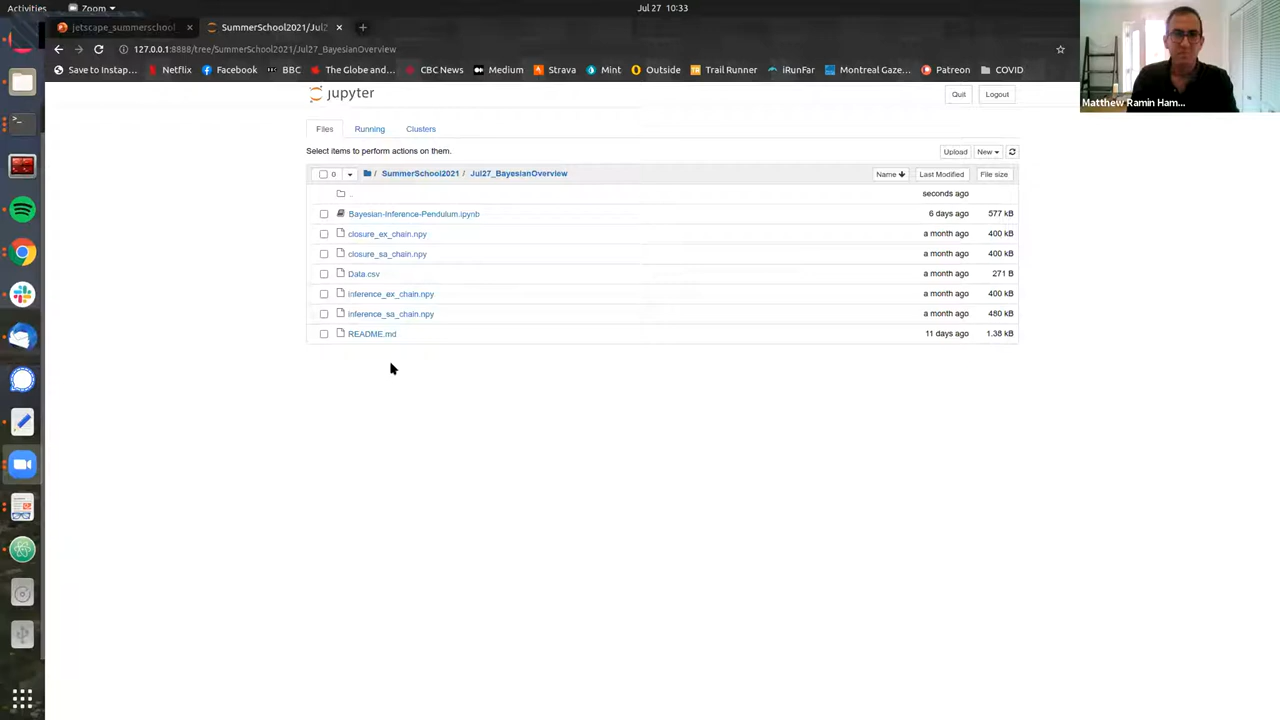 Activities
Zoom
Jul 27 10:33
jetscape_summerschool
SummerSchool2021/Jul2
127.0.0.1:8888/tree/SummerSchool2021/Jul27_BayesianOverview
Save to Instap...
Netflix
Facebook
BBC
The Globe and...
CBC News
Medium
Strava
Mint
Outside
Trail Runner
iRunFar
Montreal Gaze...
Patreon
COVID
Matthew Ramin Ham...
jupyter
Quit
Logout
Files
Running
Clusters
Select items to perform actions on them.
Upload
New
0
/ SummerSchool2021 / Jul27_BayesianOverview
Name
Last Modified
File size
..
seconds ago
Bayesian-Inference-Pendulum.ipynb 6 days ago 577 kB
closure_ex_chain.npy a month ago 400 kB
closure_sa_chain.npy a month ago 400 kB
Data.csv a month ago 271 B
inference_ex_chain.npy a month ago 400 kB
inference_sa_chain.npy a month ago 480 kB
README.md 11 days ago 1.38 kB